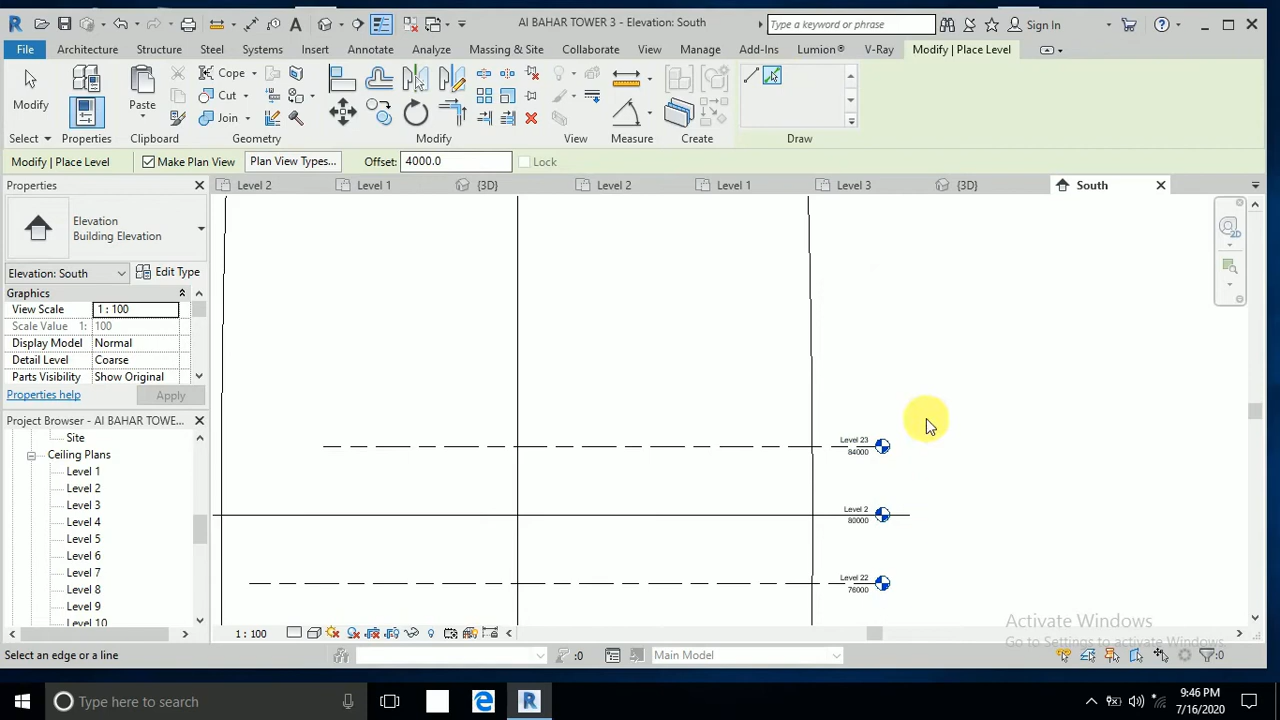 AI BAHAR TOWER 3 - Elevation: South
Type a keyword or phrase
Sign In
File
Architecture
Structure
Steel
Systems
Insert
Annotate
Analyze
Massing & Site
Collaborate
View
Manage
Add-Ins
Lumion®
V-Ray
Modify | Place Level
Modify
Paste
Cope
Cut
Join
Select
Properties
Clipboard
Geometry
Modify
View
Measure
Create
Draw
Modify | Place Level
Make Plan View
Plan View Types...
Offset: 4000.0
Lock
Properties
Level 2
Level 1
{3D}
Level 2
Level 1
Level 3
{3D}
South
Elevation
Building Elevation
Elevation: South
Edit Type
Graphics
View Scale 1 : 100
Scale Value 1: 100
Display Model Normal
Detail Level Coarse
Parts Visibility Show Original
Properties help
Apply
Project Browser - AI BAHAR TOWE...
Site
Ceiling Plans
Level 1
Level 2
Level 3
Level 4
Level 5
Level 6
Level 7
Level 8
Level 9
Level 10
Level 23
84000
Level 2
80000
Level 22
76000
2D
Activate Windows
Go to Settings to activate Windows.
1 : 100
Select an edge or a line
:0
Main Model
:0
Type here to search
9:46 PM
7/16/2020